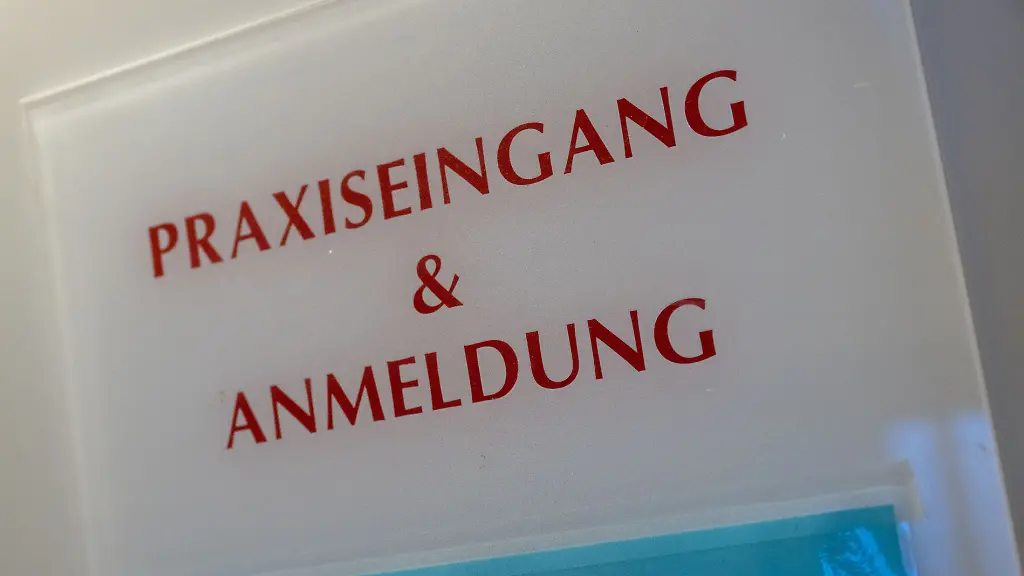 PRAXISEINGANG
&
ANMELDUNG